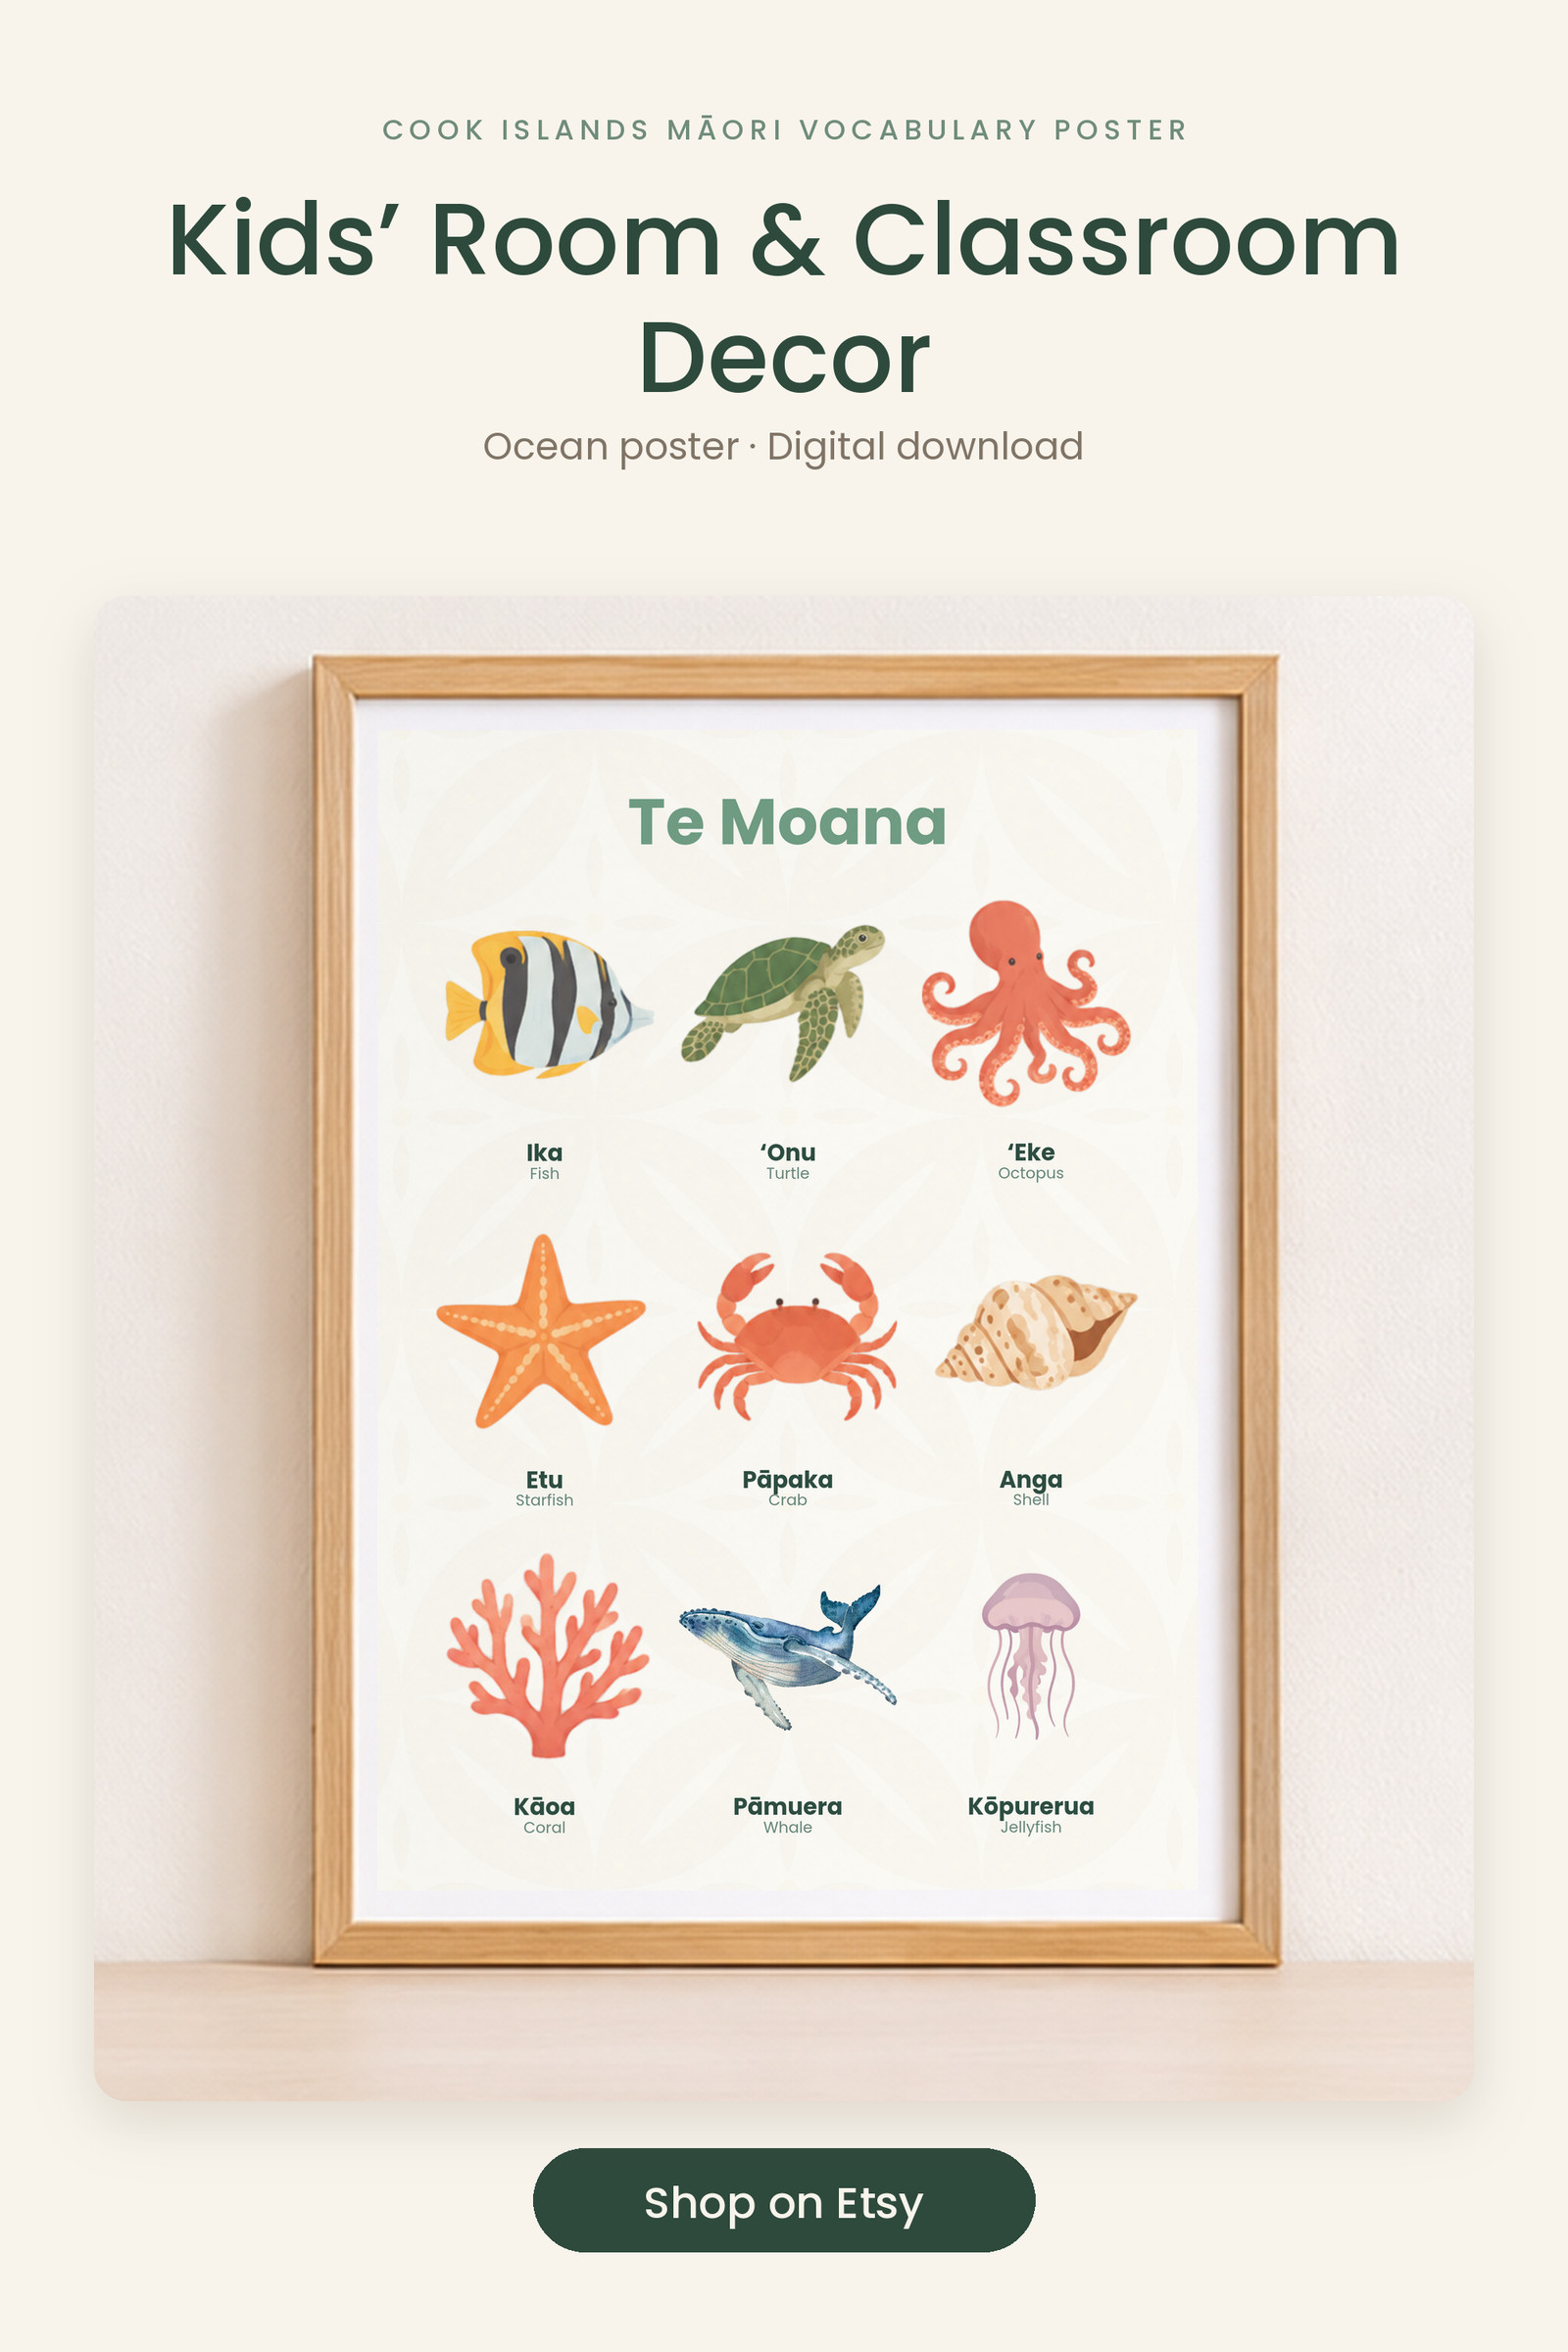 COOK ISLANDS MĀORI VOCABULARY POSTER
Kids’ Room & Classroom
Decor
Ocean poster · Digital download
Te Moana
Ika
Fish
‘Onu
Turtle
‘Eke
Octopus
Etu
Starfish
Pāpaka
Crab
Anga
Shell
Kāoa
Coral
Pāmuera
Whale
Kōpurerua
Jellyfish
Shop on Etsy